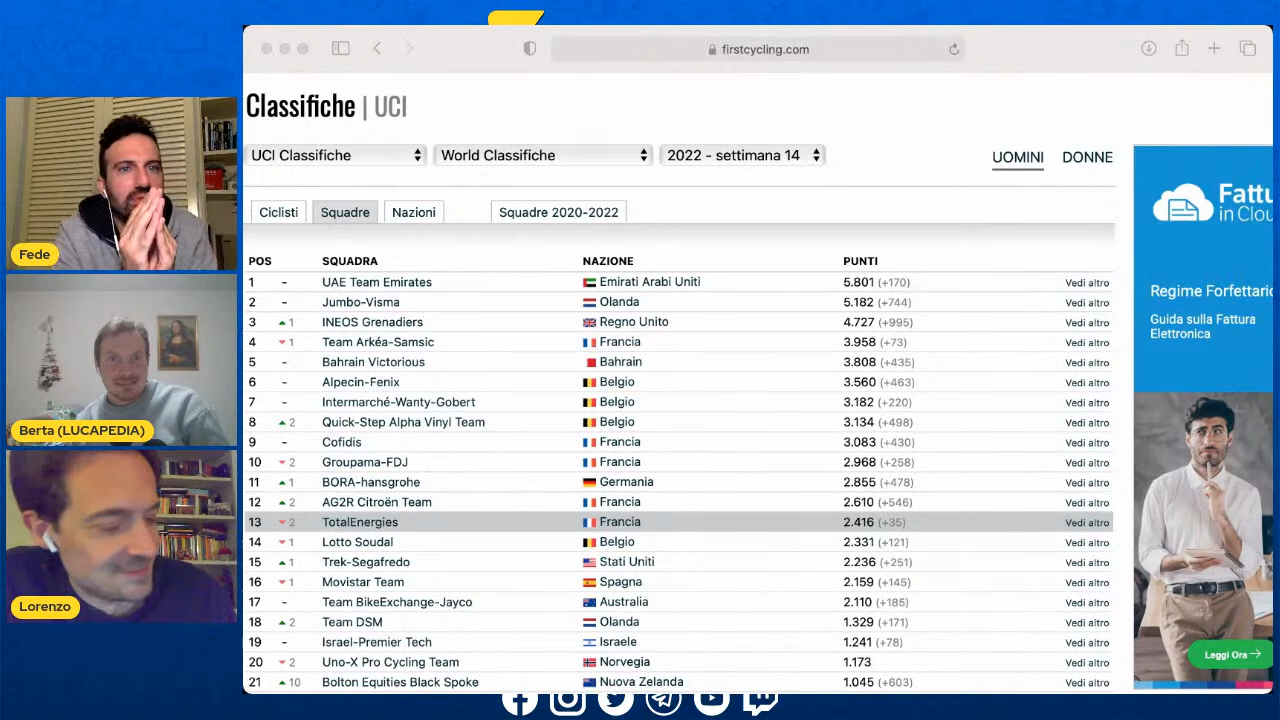 firstcycling.com
Classifiche | UCI
UCI Classifiche World Classifiche 2022 - settimana 14 UOMINI DONNE
Ciclisti Squadre Nazioni Squadre 2020-2022
POS SQUADRA NAZIONE PUNTI
1 - UAE Team Emirates Emirati Arabi Uniti 5.801 (+170) Vedi altro
2 - Jumbo-Visma Olanda 5.182 (+744) Vedi altro
3 1 INEOS Grenadiers Regno Unito 4.727 (+995) Vedi altro
4 1 Team Arkéa-Samsic Francia 3.958 (+73) Vedi altro
5 - Bahrain Victorious Bahrain 3.808 (+435) Vedi altro
6 - Alpecin-Fenix Belgio 3.560 (+463) Vedi altro
7 - Intermarché-Wanty-Gobert Belgio 3.182 (+220) Vedi altro
8 2 Quick-Step Alpha Vinyl Team Belgio 3.134 (+498) Vedi altro
9 - Cofidis Francia 3.083 (+430) Vedi altro
10 2 Groupama-FDJ Francia 2.968 (+258) Vedi altro
11 1 BORA-hansgrohe Germania 2.855 (+478) Vedi altro
12 2 AG2R Citroën Team Francia 2.610 (+546) Vedi altro
13 2 TotalEnergies Francia 2.416 (+35) Vedi altro
14 1 Lotto Soudal Belgio 2.331 (+121) Vedi altro
15 1 Trek-Segafredo Stati Uniti 2.236 (+251) Vedi altro
16 1 Movistar Team Spagna 2.159 (+145) Vedi altro
17 - Team BikeExchange-Jayco Australia 2.110 (+185) Vedi altro
18 2 Team DSM Olanda 1.329 (+171) Vedi altro
19 - Israel-Premier Tech Israele 1.241 (+78) Vedi altro
20 2 Uno-X Pro Cycling Team Norvegia 1.173 Vedi altro
21 10 Bolton Equities Black Spoke Nuova Zelanda 1.045 (+603) Vedi altro
Fattu
in Clou
Regime Forfettario
Guida sulla Fattura
Elettronica
Leggi Ora
Fede
Berta (LUCAPEDIA)
Lorenzo